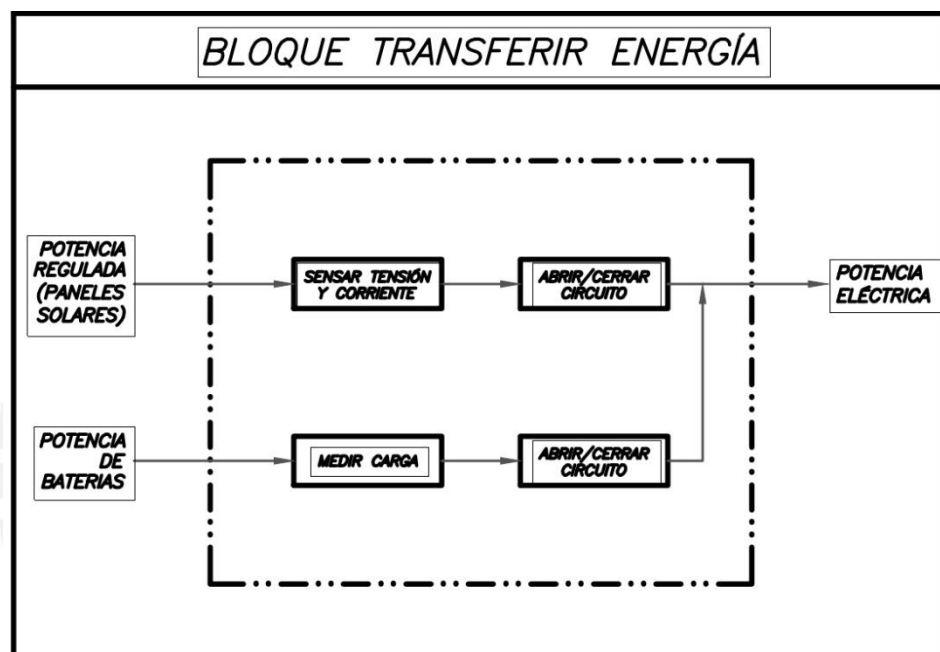 BLOQUE TRANSFERIR ENERGÍA
POTENCIA
REGULADA
(PANELES
SOLARES)
SENSAR TENSIÓN
Y CORRIENTE
ABRIR/CERRAR
CIRCUITO
POTENCIA
ELÉCTRICA
POTENCIA
DE
BATERIAS
MEDIR CARGA
ABRIR/CERRAR
CIRCUITO